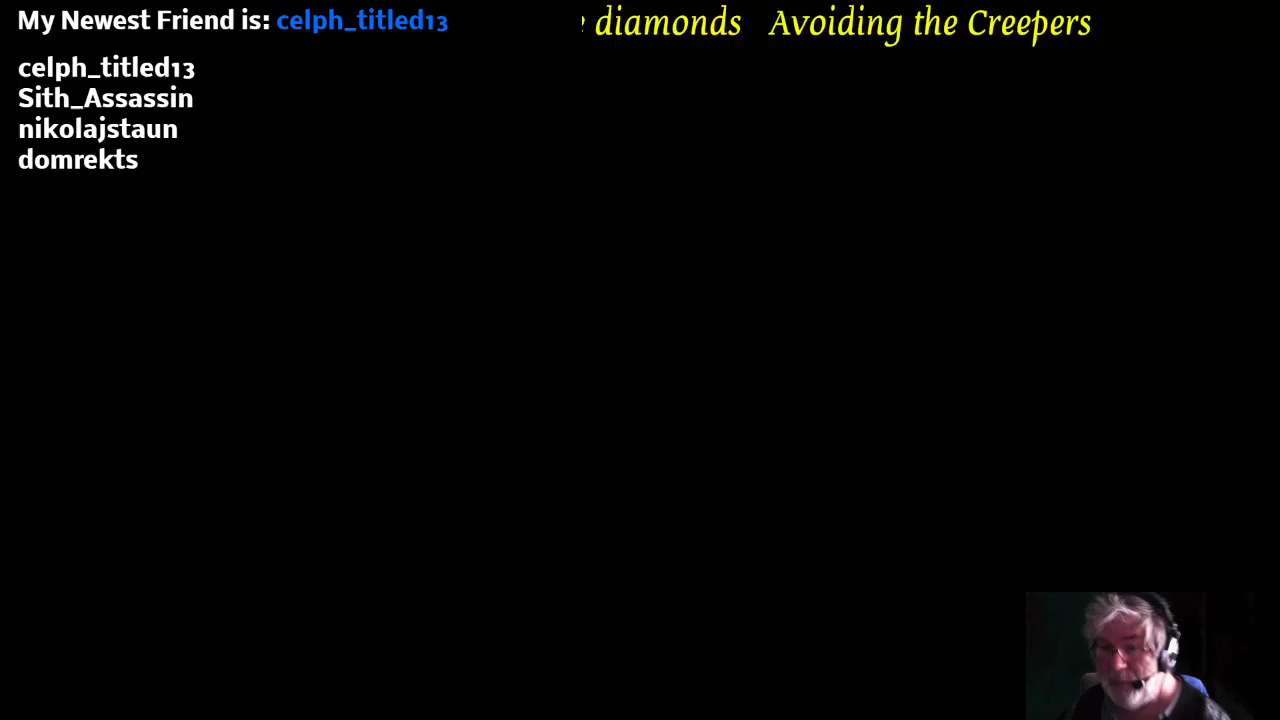 My Newest Friend is: celph_titled13
diamonds Avoiding the Creepers
celph_titled13
Sith_Assassin
nikolajstaun
domrekts